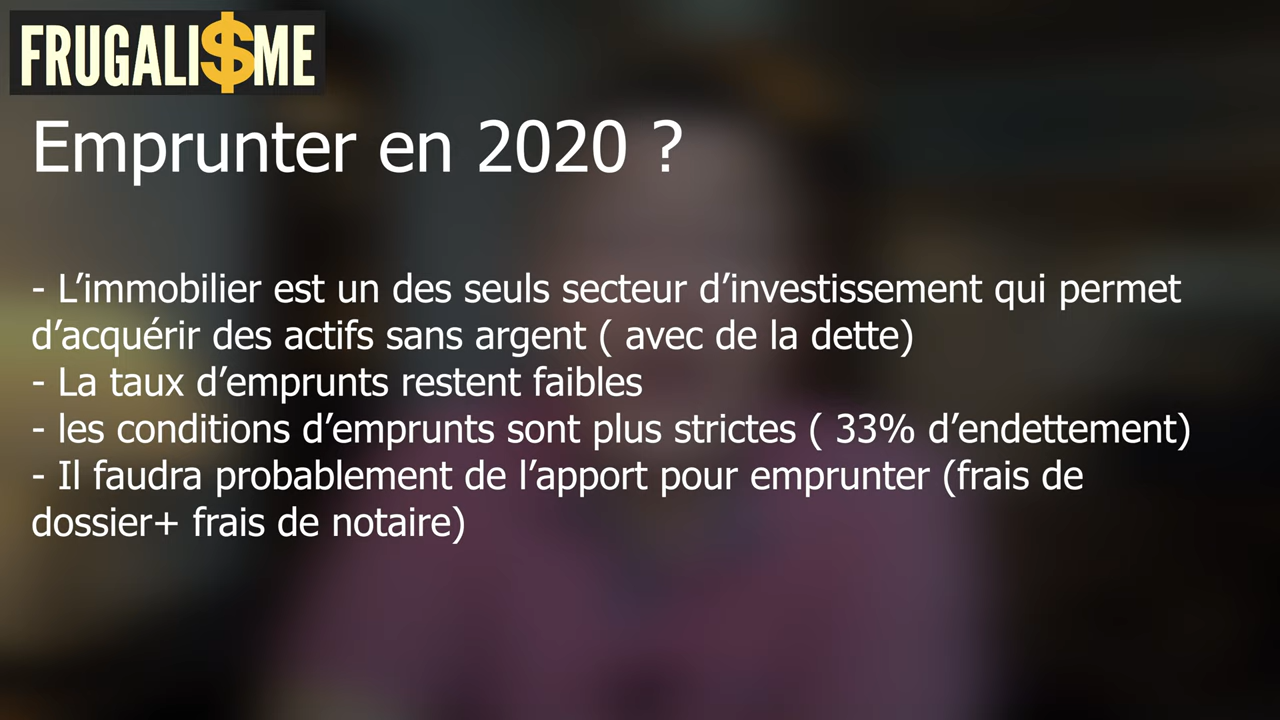 FRUGALI$ME
Emprunter en 2020 ?
- L’immobilier est un des seuls secteur d’investissement qui permet
d’acquérir des actifs sans argent ( avec de la dette)
- La taux d’emprunts restent faibles
- les conditions d’emprunts sont plus strictes ( 33% d’endettement)
- Il faudra probablement de l’apport pour emprunter (frais de
dossier+ frais de notaire)